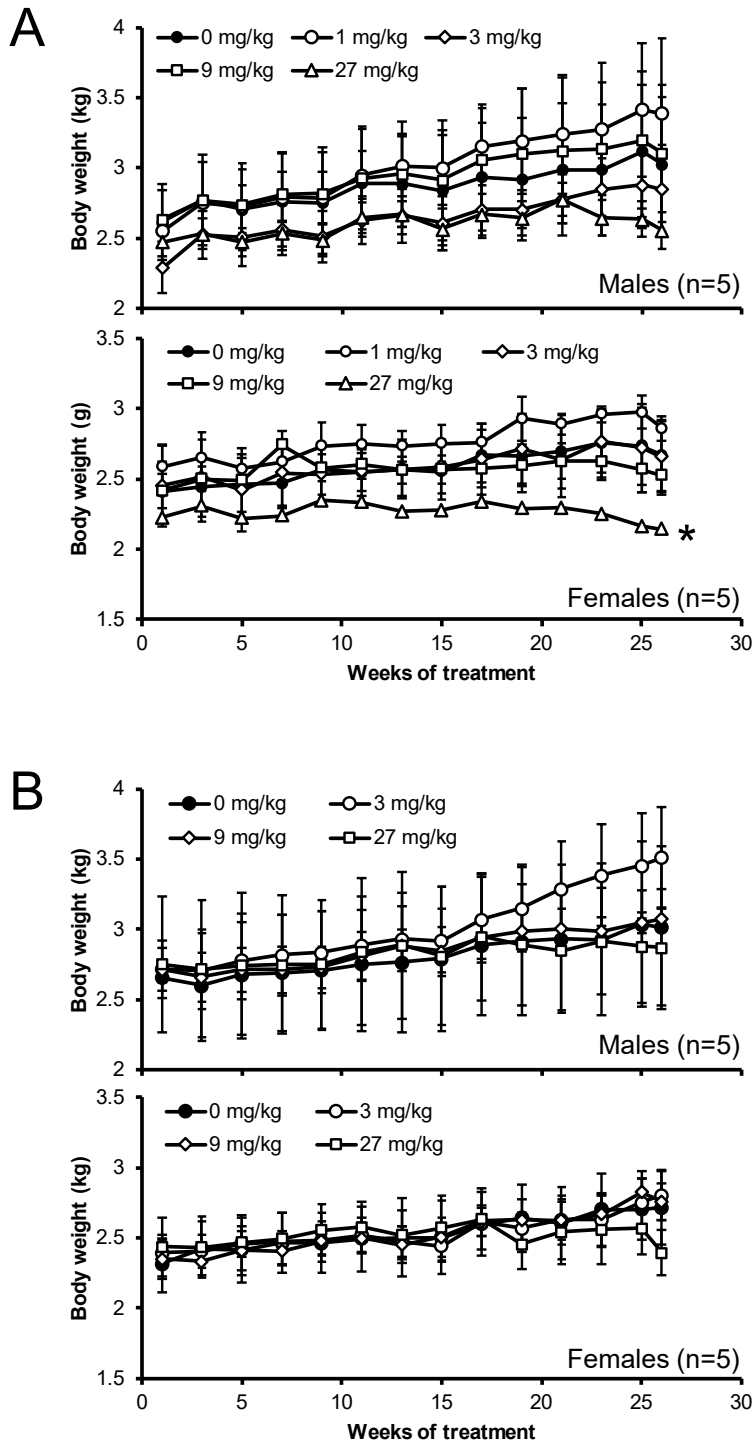 A
4
3.5
3
2.5
2
Body weight (kg)
0 mg/kg 1 mg/kg 3 mg/kg
9 mg/kg 27 mg/kg
Males (n=5)
3.5
3
2.5
2
1.5
Body weight (g)
0 mg/kg 1 mg/kg 3 mg/kg
9 mg/kg 27 mg/kg
*
Females (n=5)
0 5 10 15 20 25 30
Weeks of treatment
B
4
3.5
3
2.5
2
Body weight (kg)
0 mg/kg 3 mg/kg
9 mg/kg 27 mg/kg
Males (n=5)
3.5
3
2.5
2
1.5
Body weight (kg)
0 mg/kg 3 mg/kg
9 mg/kg 27 mg/kg
Females (n=5)
0 5 10 15 20 25 30
Weeks of treatment